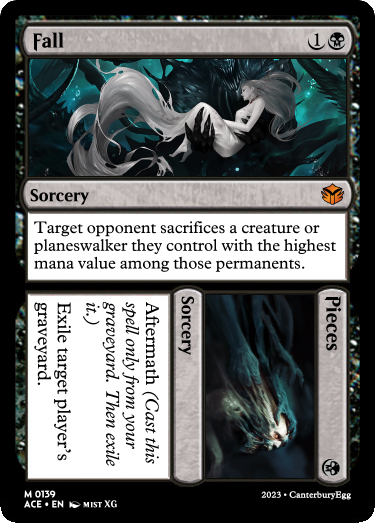 Fall 1
Sorcery
Target opponent sacrifices a creature or
planeswalker they control with the highest
mana value among those permanents.
Pieces
Sorcery
Aftermath (Cast this
spell only from your
graveyard. Then exile
it.)
Exile target player's
graveyard.
M 0139
ACE • EN MIST XG
2023 • CanterburyEgg